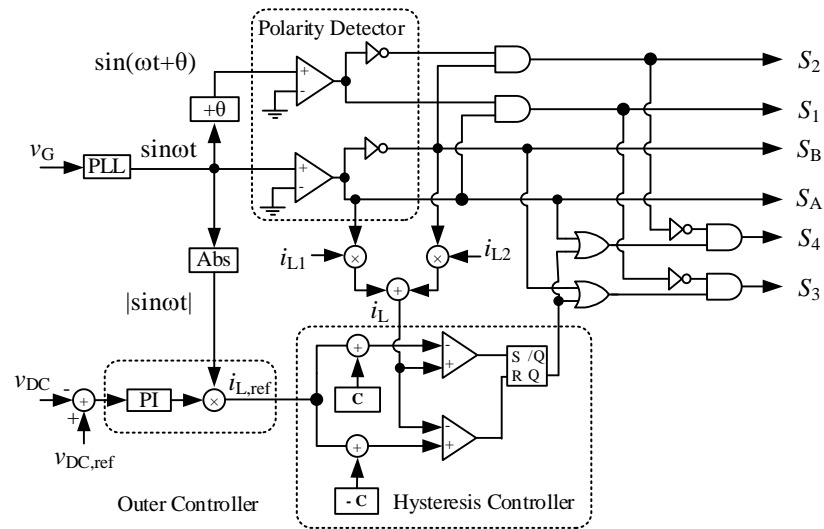 Polarity Detector
sin(ωt+θ)
+
-
S2
+θ
S1
vG
PLL
sinωt
+
-
SB
SA
iL1
×
×
iL2
S4
Abs
+
iL
S3
|sinωt|
-
+
S /Q
R Q
vDC
-
+
+
PI
×
iL,ref
+
C
-
+
vDC,ref
+
- C
Outer Controller
Hysteresis Controller